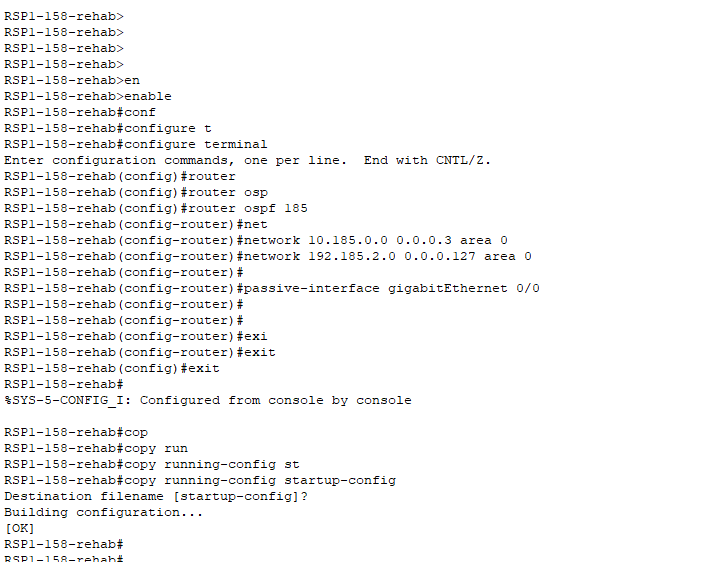 RSP1-158-rehab>
RSP1-158-rehab>
RSP1-158-rehab>
RSP1-158-rehab>
RSP1-158-rehab>en
RSP1-158-rehab>enable
RSP1-158-rehab#conf
RSP1-158-rehab#configure t
RSP1-158-rehab#configure terminal
Enter configuration commands, one per line.  End with CNTL/Z.
RSP1-158-rehab(config)#router
RSP1-158-rehab(config)#router osp
RSP1-158-rehab(config)#router ospf 185
RSP1-158-rehab(config-router)#net
RSP1-158-rehab(config-router)#network 10.185.0.0 0.0.0.3 area 0
RSP1-158-rehab(config-router)#network 192.185.2.0 0.0.0.127 area 0
RSP1-158-rehab(config-router)#
RSP1-158-rehab(config-router)#passive-interface gigabitEthernet 0/0
RSP1-158-rehab(config-router)#
RSP1-158-rehab(config-router)#
RSP1-158-rehab(config-router)#exi
RSP1-158-rehab(config-router)#exit
RSP1-158-rehab(config)#exit
RSP1-158-rehab#
%SYS-5-CONFIG_I: Configured from console by console

RSP1-158-rehab#cop
RSP1-158-rehab#copy run
RSP1-158-rehab#copy running-config st
RSP1-158-rehab#copy running-config startup-config
Destination filename [startup-config]?
Building configuration...
[OK]
RSP1-158-rehab#
RSP1-158-rehab#